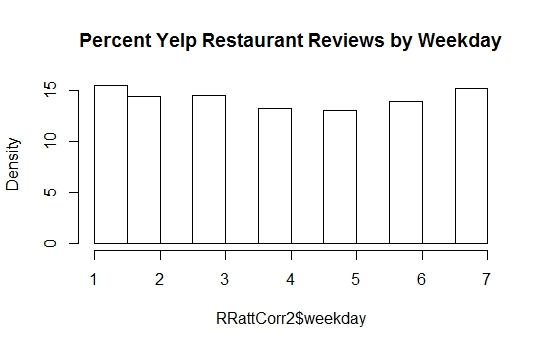 Percent Yelp Restaurant Reviews by Weekday
Density
15
10
5
0
1 2 3 4 5 6 7
RRattCorr2$weekday